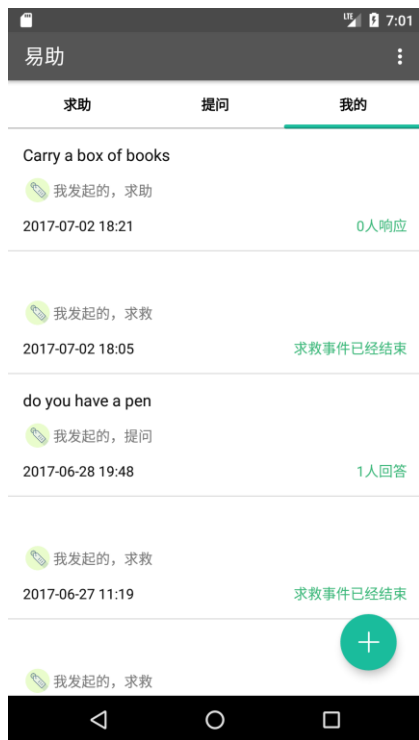 LTE 7:01
易助
求助 提问 我的
Carry a box of books
我发起的，求助
2017-07-02 18:21 0人响应
我发起的，求救
2017-07-02 18:05 求救事件已经结束
do you have a pen
我发起的，提问
2017-06-28 19:48 1人回答
我发起的，求救
2017-06-27 11:19 求救事件已经结束
我发起的，求救